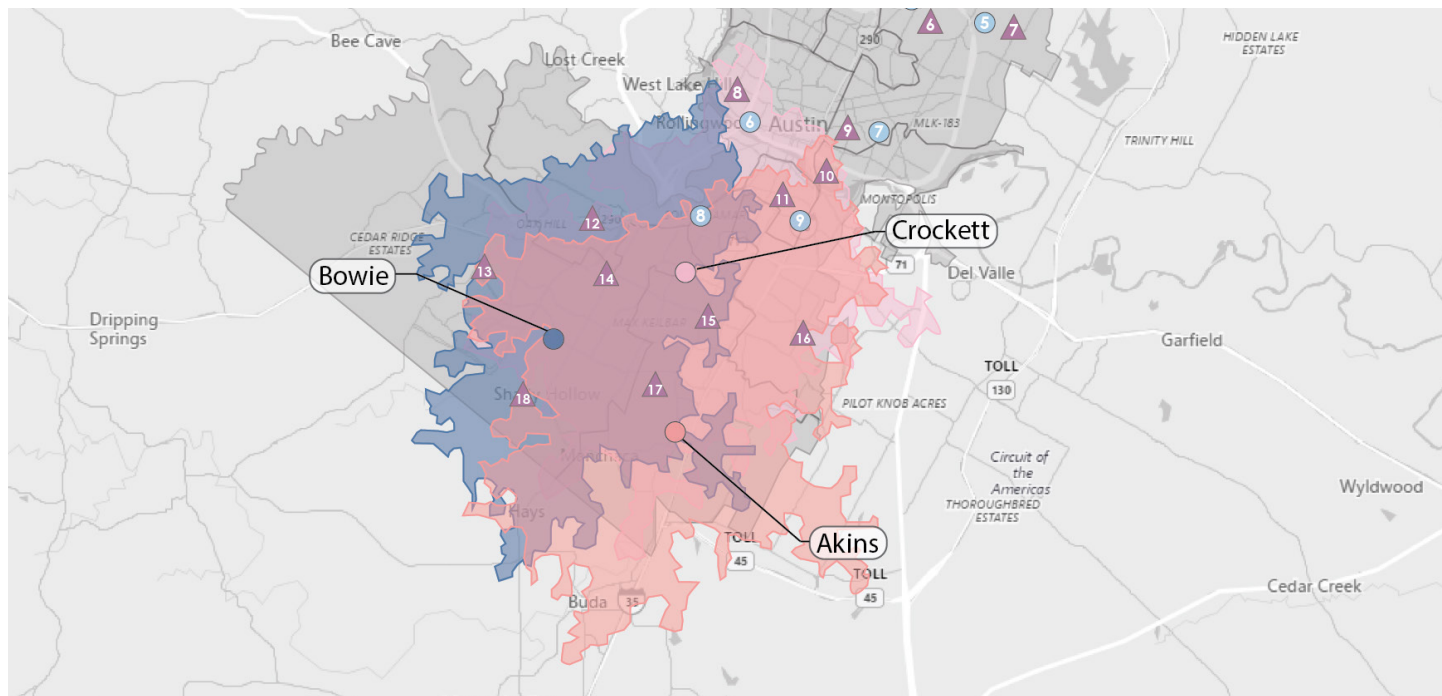 6
5
7
HIDDEN LAKE
ESTATES
Bee Cave
290
Lost Creek
West Lake Hill
8
Rollingwood
6
Austin
9
7
MLK-183
TRINITY HILL
10
11
MONTOPOLIS
12
290
8
9
OAK HILL
CEDAR RIDGE
ESTATES
Crockett
13
14
71
Del Valle
Bowie
Dripping
Springs
15
16
Garfield
TOLL
130
Shady Hollow
18
17
PILOT KNOB ACRES
Manchaca
Circuit of
the
Americas
THOROUGHBRED
ESTATES
Wyldwood
Hays
Akins
TOLL
45
TOLL
45
Buda
35
Cedar Creek